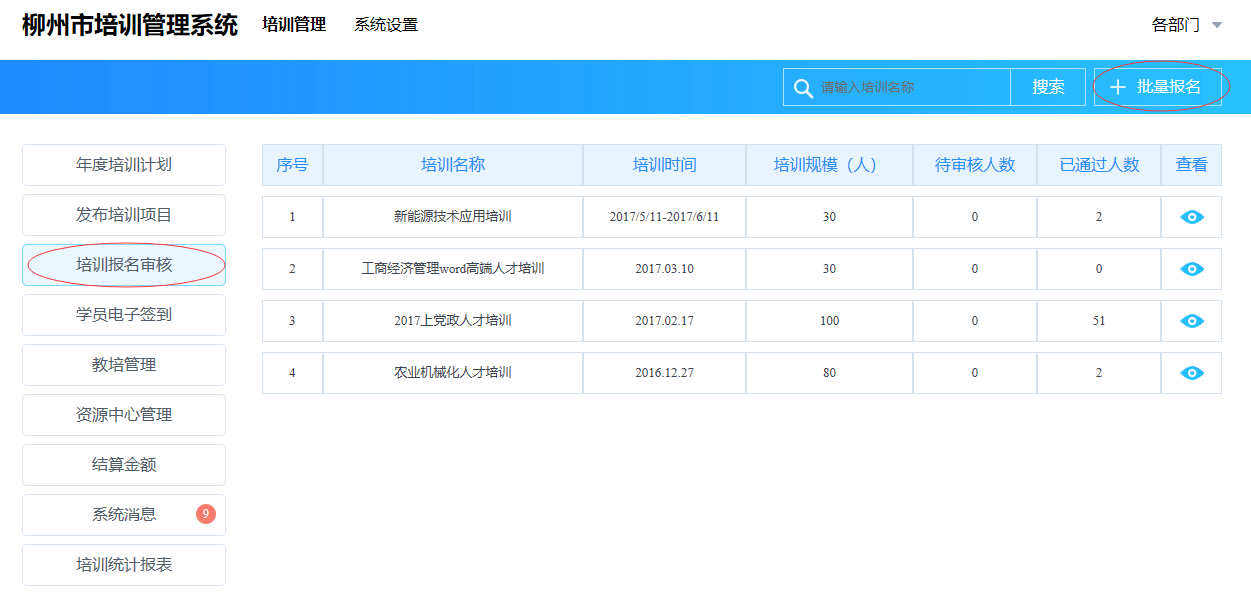 柳州市培训管理系统 培训管理 系统设置 各部门
请输入培训名称 搜索 批量报名
年度培训计划
发布培训项目
培训报名审核
学员电子签到
教培管理
资源中心管理
结算金额
系统消息 9
培训统计报表
序号 培训名称 培训时间 培训规模（人） 待审核人数 已通过人数 查看
1 新能源技术应用培训 2017/5/11-2017/6/11 30 0 2
2 工商经济管理word高端人才培训 2017.03.10 30 0 0
3 2017上党政人才培训 2017.02.17 100 0 51
4 农业机械化人才培训 2016.12.27 80 0 2